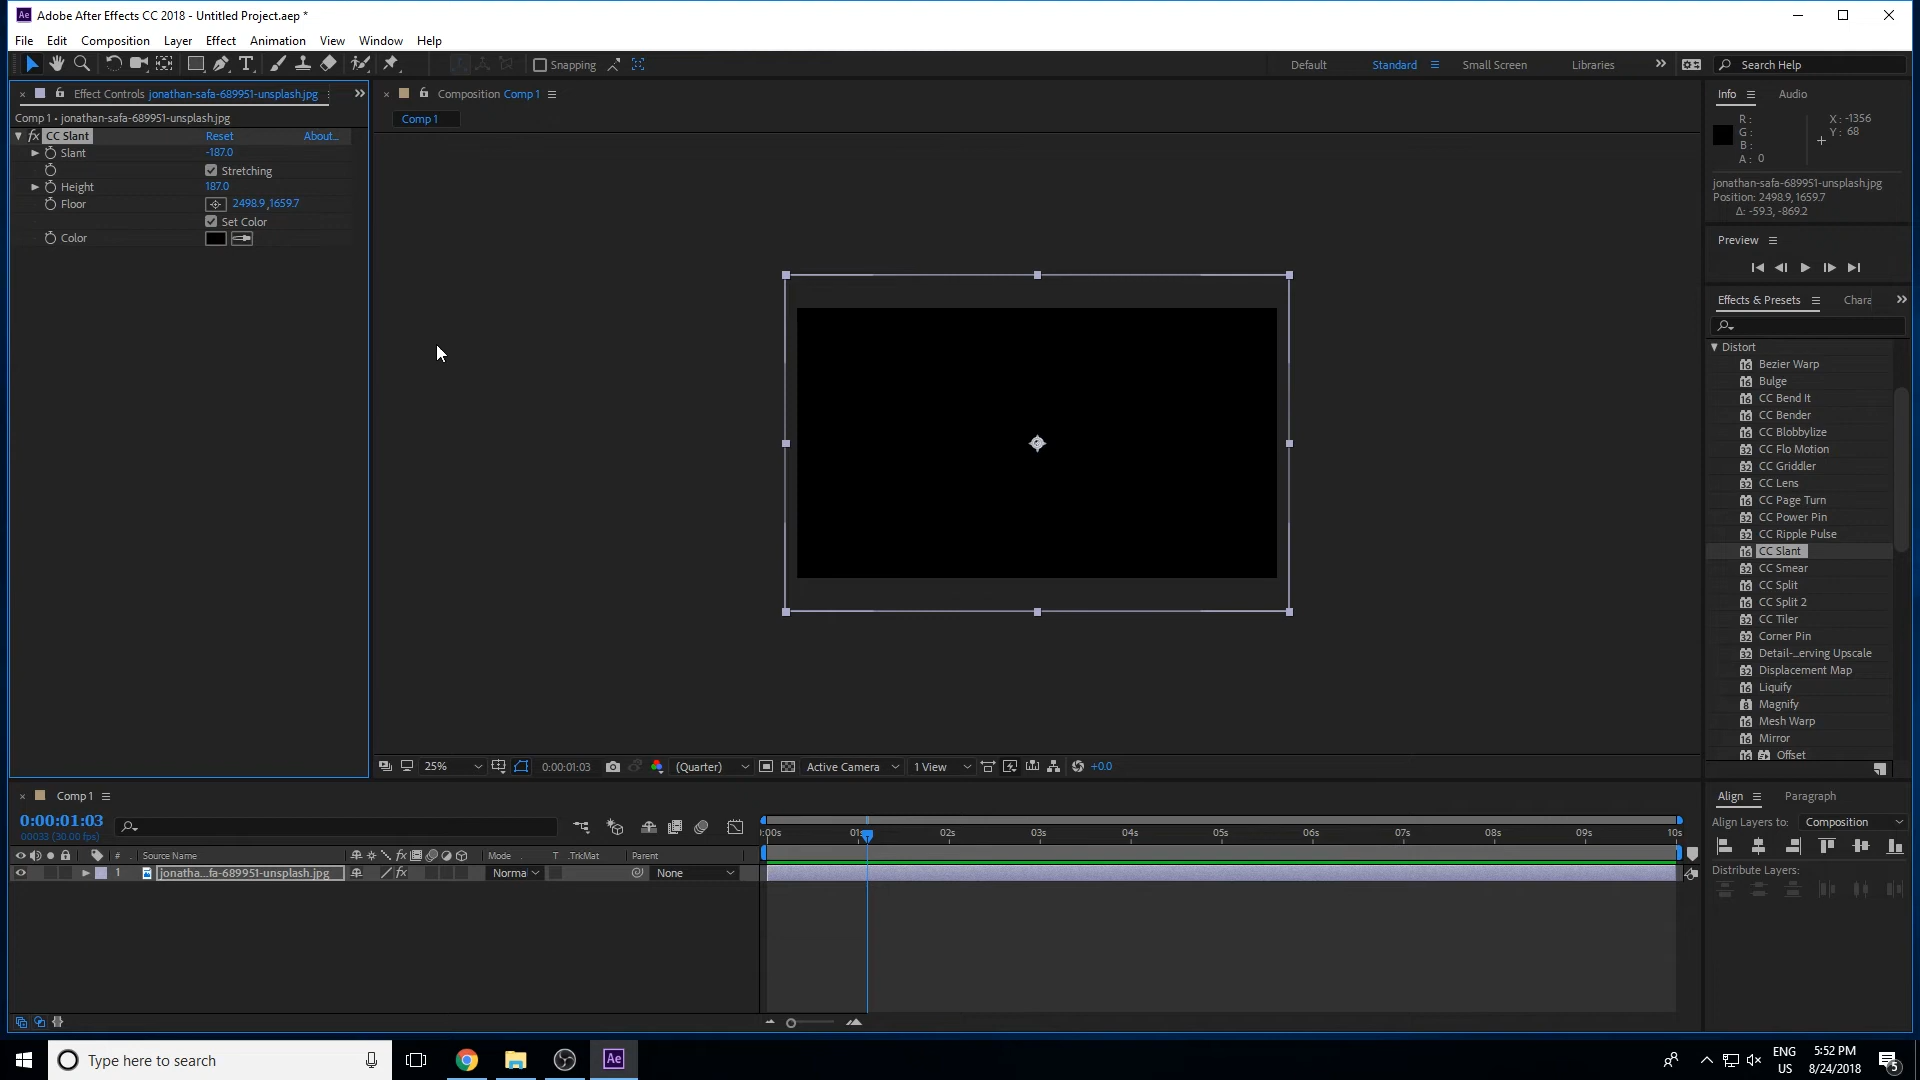 Adobe After Effects CC 2018 - Untitled Project.aep *
File Edit Composition Layer Effect Animation View Window Help
Snapping Default Standard Small Screen Libraries Search Help
Effect Controls jonathan-safa-689951-unsplash.jpg
Comp 1 • jonathan-safa-689951-unsplash.jpg
fx CC Slant Reset About...
Slant -187.0
Stretching
Height 187.0
Floor 2498.9,1659.7
Set Color
Color
Composition Comp 1
Comp 1
25% 0:00:01:03 (Quarter) Active Camera 1 View +0.0
Info Audio
R :
G :
B :
A : 0
X : -1356
Y : 68
jonathan-safa-689951-unsplash.jpg
Position: 2498.9, 1659.7
Δ: -59.3, -869.2
Preview
Effects & Presets Chara
Distort
Bezier Warp
Bulge
CC Bend It
CC Bender
CC Blobbylize
CC Flo Motion
CC Griddler
CC Lens
CC Page Turn
CC Power Pin
CC Ripple Pulse
CC Slant
CC Smear
CC Split
CC Split 2
CC Tiler
Corner Pin
Detail-...erving Upscale
Displacement Map
Liquify
Magnify
Mesh Warp
Mirror
Offset
Align Paragraph
Align Layers to: Composition
Distribute Layers:
Comp 1
0:00:01:03
00033 (30.00 fps)
:00s 01s 02s 03s 04s 05s 06s 07s 08s 09s 10s
# Source Name fx Mode T .TrkMat Parent
1 jonatha...fa-689951-unsplash.jpg fx Norma None
Type here to search
Ae
ENG
US
5:52 PM
8/24/2018
5